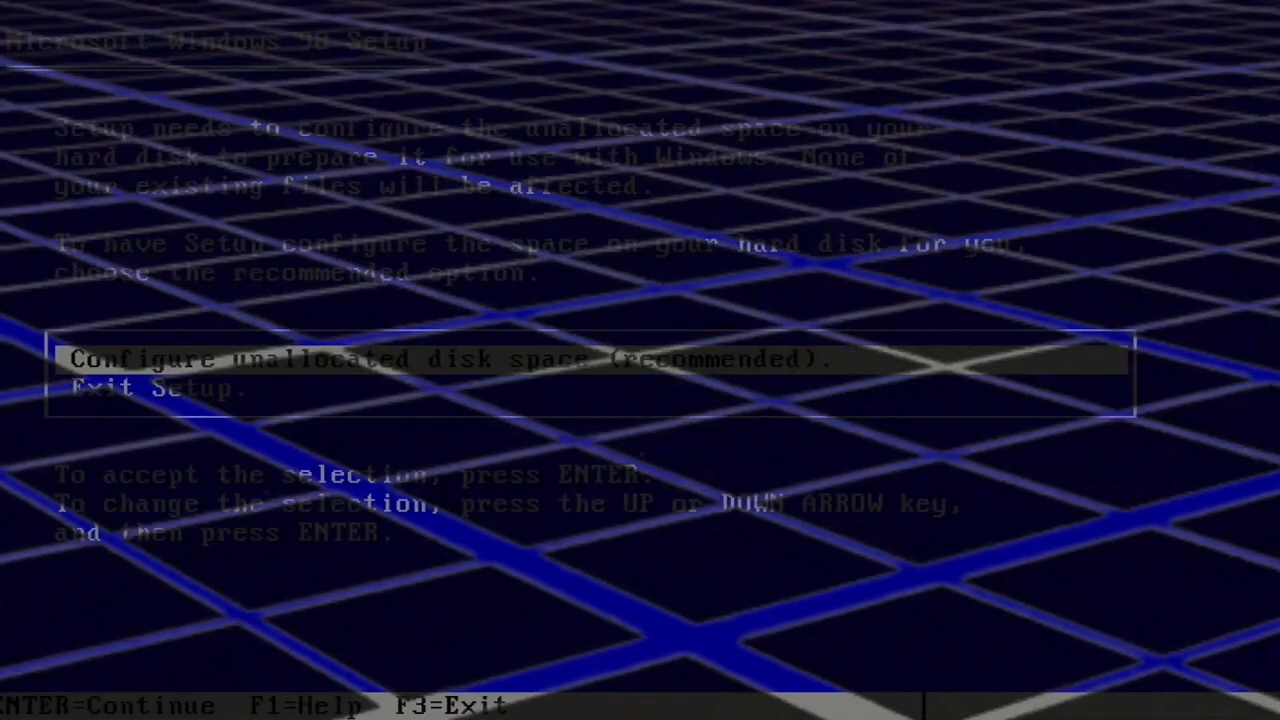 Microsoft Windows 98 Setup
Setup needs to configure the unallocated space on your
hard disk to prepare it for use with Windows. None of
your existing files will be affected.
To have Setup configure the space on your hard disk for you,
choose the recommended option.
Configure unallocated disk space (recommended).
Exit Setup.
To accept the selection, press ENTER.
To change the selection, press the UP or DOWN ARROW key,
and then press ENTER.
ENTER=Continue F1=Help F3=Exit